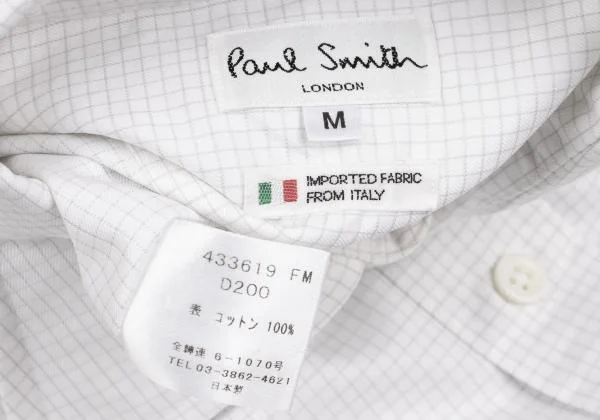 Paul Smith
LONDON
M
IMPORTED FABRIC
FROM ITALY
433619 FM
D200
表 コットン 100%
全鐘連 6-1070号
TEL 03-3862-4621
日本製